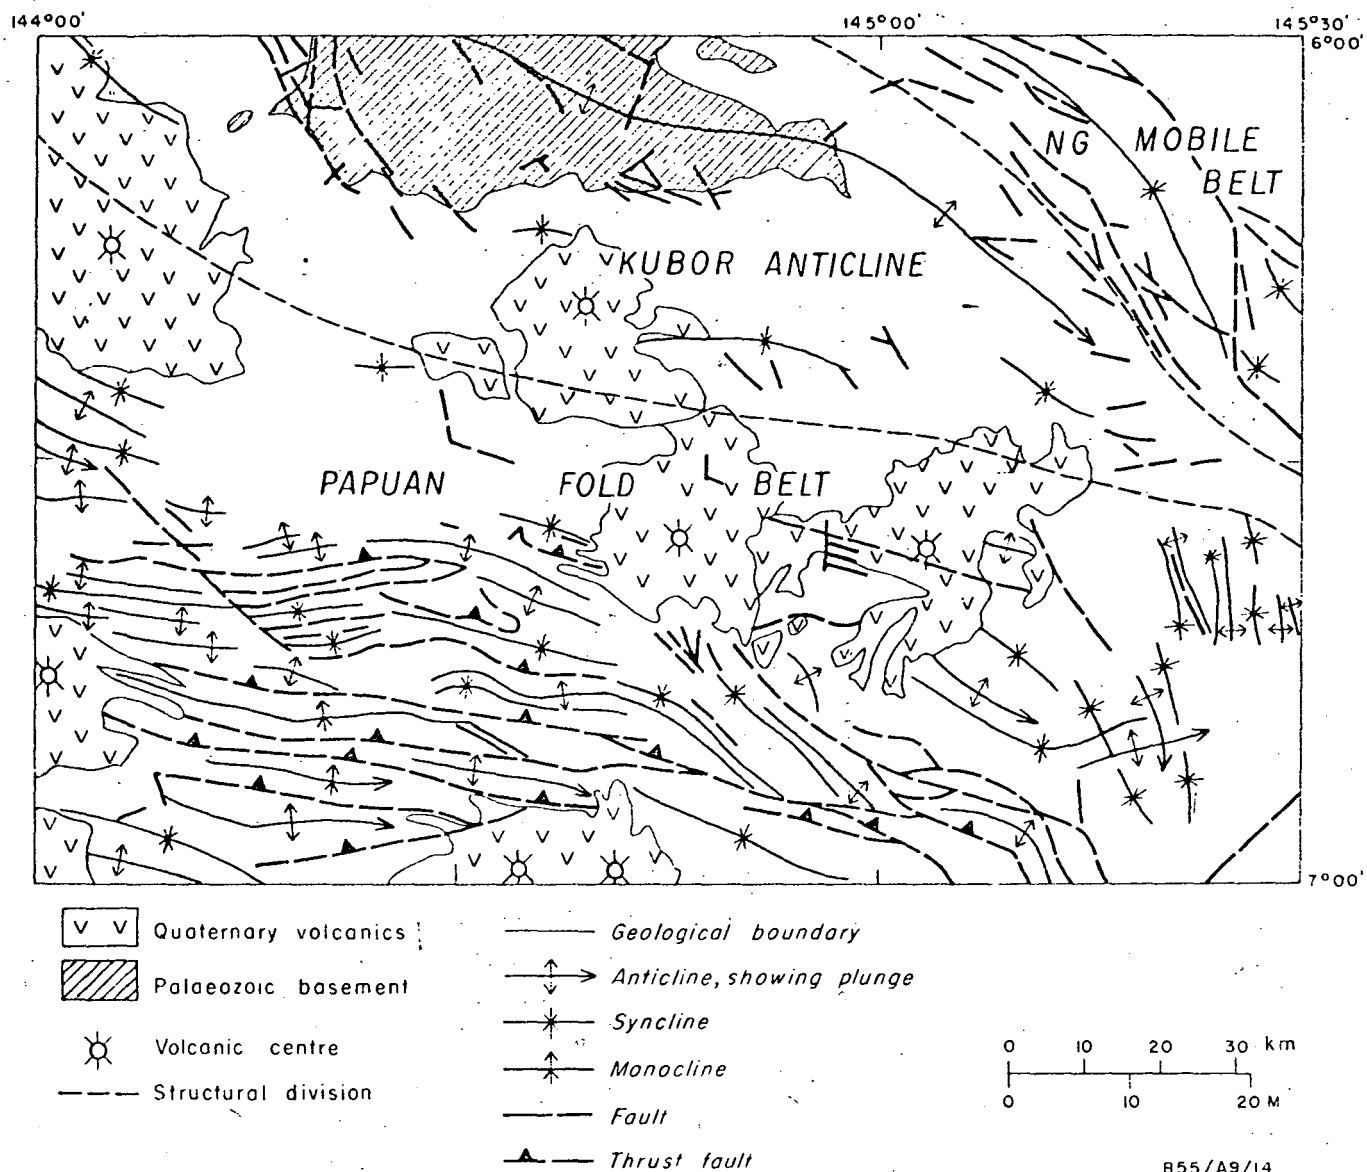 144°00'
145°00'
145°30'
6°00'
NG MOBILE
BELT
KUBOR ANTICLINE
PAPUAN FOLD BELT
7°00'
V V Quaternary volcanics
Palaeozoic basement
Volcanic centre
Structural division
Geological boundary
Anticline, showing plunge
Syncline
Monocline
Fault
Thrust fault
0 10 20 30 km
0 10 20 M
B55/A9/14